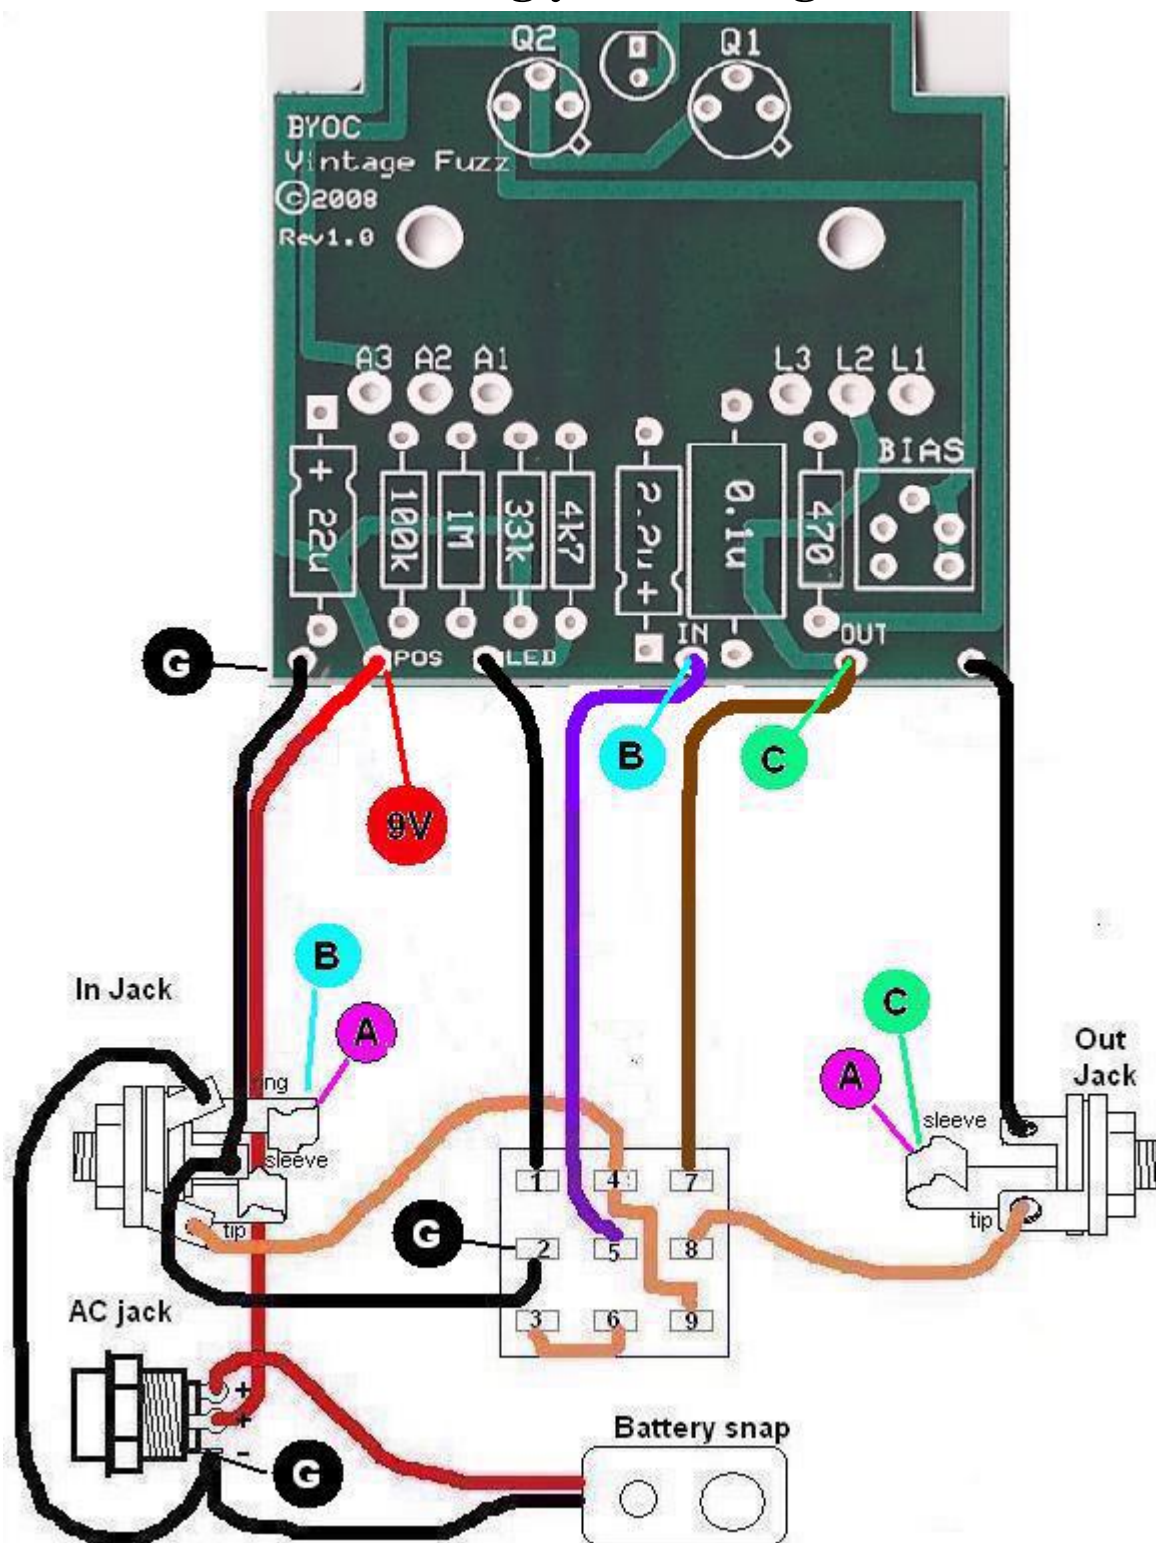 Q2
Q1
BYOC
Vintage Fuzz
©2008
Rev1.0
A3 A2 A1
L3 L2 L1
BIAS
+
22u
100k
1M
33k
4k7
2.2u+
0.1u
470
IN
OUT
POS
LED
G
B
C
9V
B
In Jack
A
C
Out
Jack
A
ring
sleeve
sleeve
tip
tip
1 4 7
G
2 5 8
3 6 9
AC jack
+
+
-
G
Battery snap